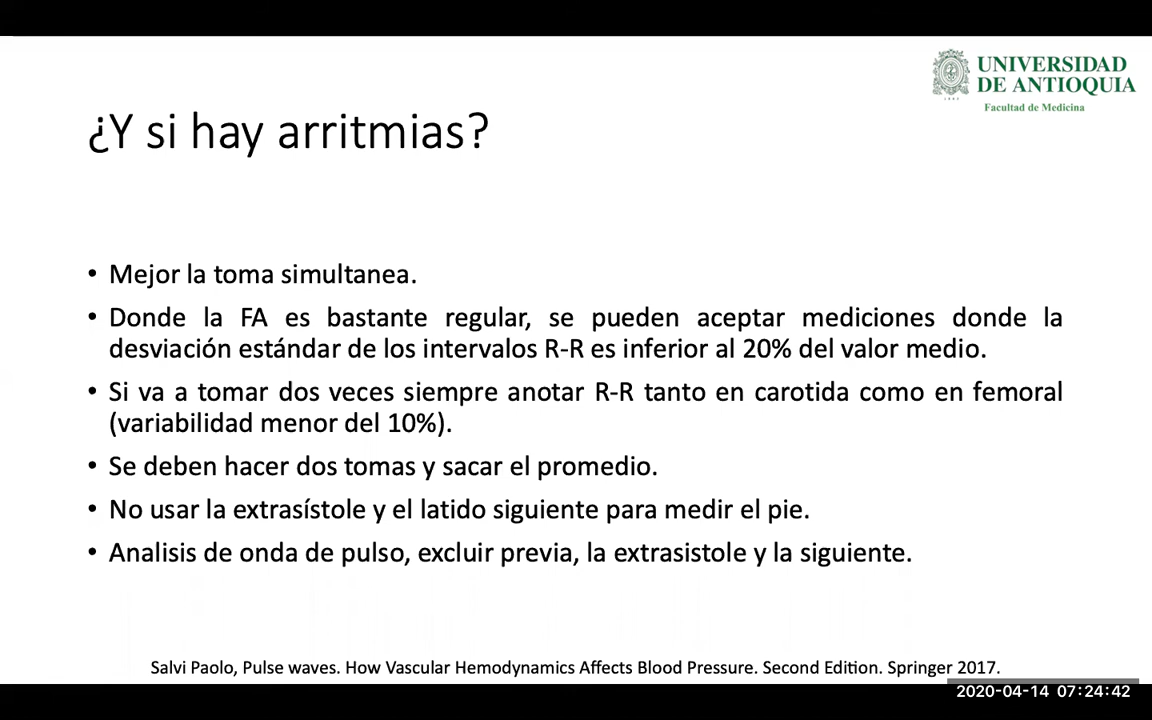 UNIVERSIDAD
DE ANTIOQUIA
1803
Facultad de Medicina
¿Y si hay arritmias?
• Mejor la toma simultanea.
• Donde la FA es bastante regular, se pueden aceptar mediciones donde la
desviación estándar de los intervalos R-R es inferior al 20% del valor medio.
• Si va a tomar dos veces siempre anotar R-R tanto en carotida como en femoral
(variabilidad menor del 10%).
• Se deben hacer dos tomas y sacar el promedio.
• No usar la extrasístole y el latido siguiente para medir el pie.
• Analisis de onda de pulso, excluir previa, la extrasistole y la siguiente.
Salvi Paolo, Pulse waves. How Vascular Hemodynamics Affects Blood Pressure. Second Edition. Springer 2017.
2020-04-14 07:24:42